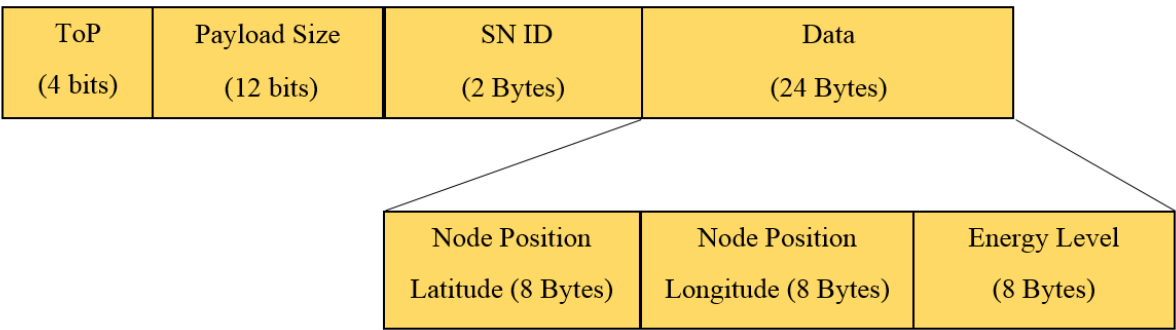 ToP
(4 bits)
Payload Size
(12 bits)
SN ID
(2 Bytes)
Data
(24 Bytes)
Node Position
Latitude (8 Bytes)
Node Position
Longitude (8 Bytes)
Energy Level
(8 Bytes)